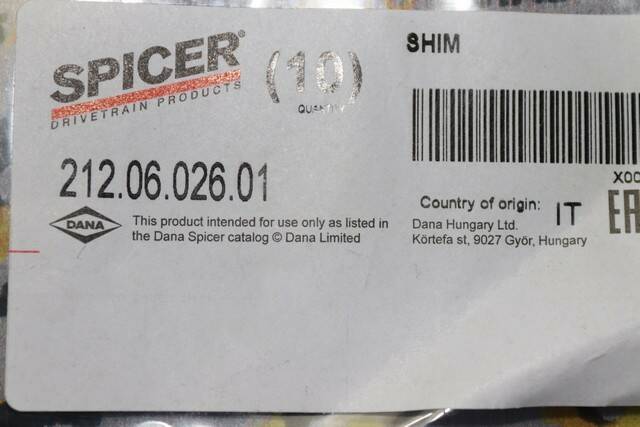 SPICER®
DRIVETRAIN PRODUCTS
(10)
QUANTITY
SHIM
212.06.026.01
X00
DANA
This product intended for use only as listed in
the Dana Spicer catalog © Dana Limited
Country of origin: IT
Dana Hungary Ltd.
Körtefa st, 9027 Győr, Hungary
EAC